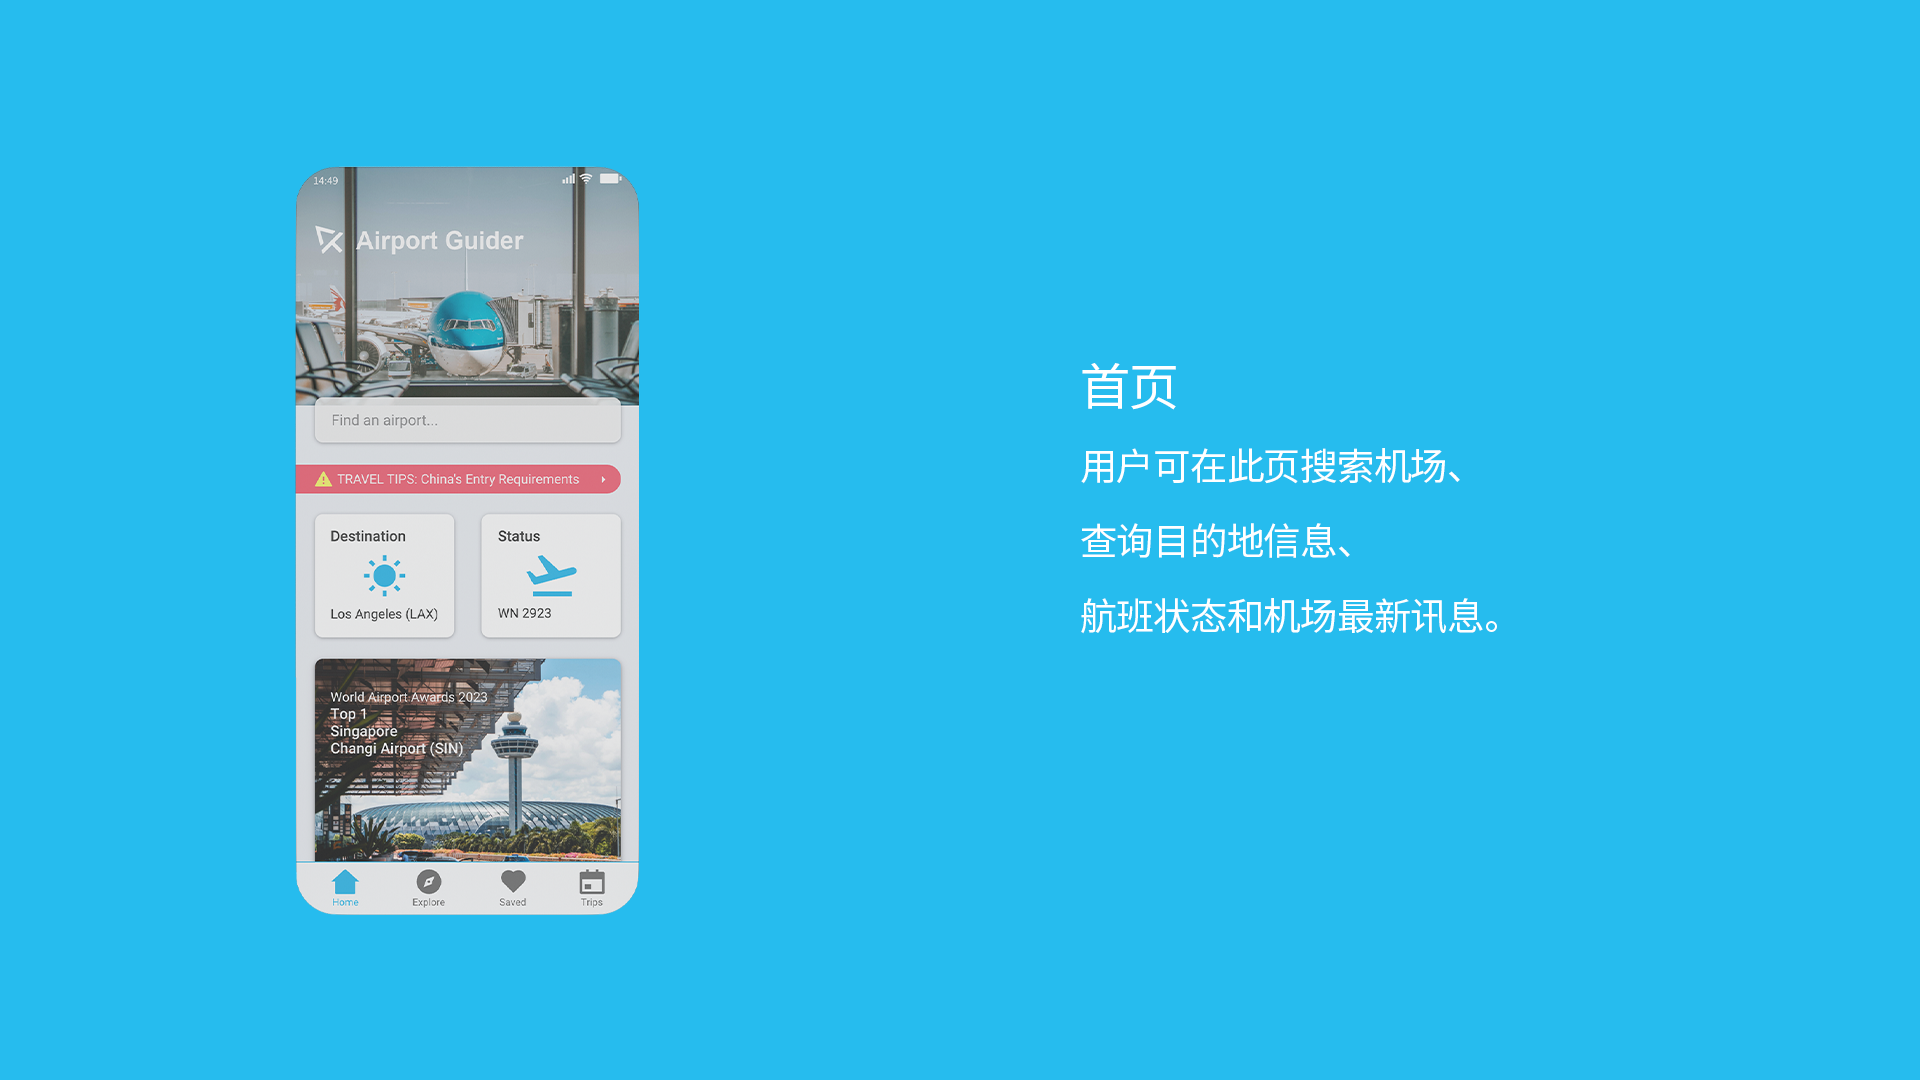 14:49
Airport Guider
Find an airport...
TRAVEL TIPS: China's Entry Requirements
Destination
Los Angeles (LAX)
Status
WN 2923
World Airport Awards 2023
Top 1
Singapore
Changi Airport (SIN)
Home
Explore
Saved
Trips
首页
用户可在此页搜索机场、
查询目的地信息、
航班状态和机场最新讯息。